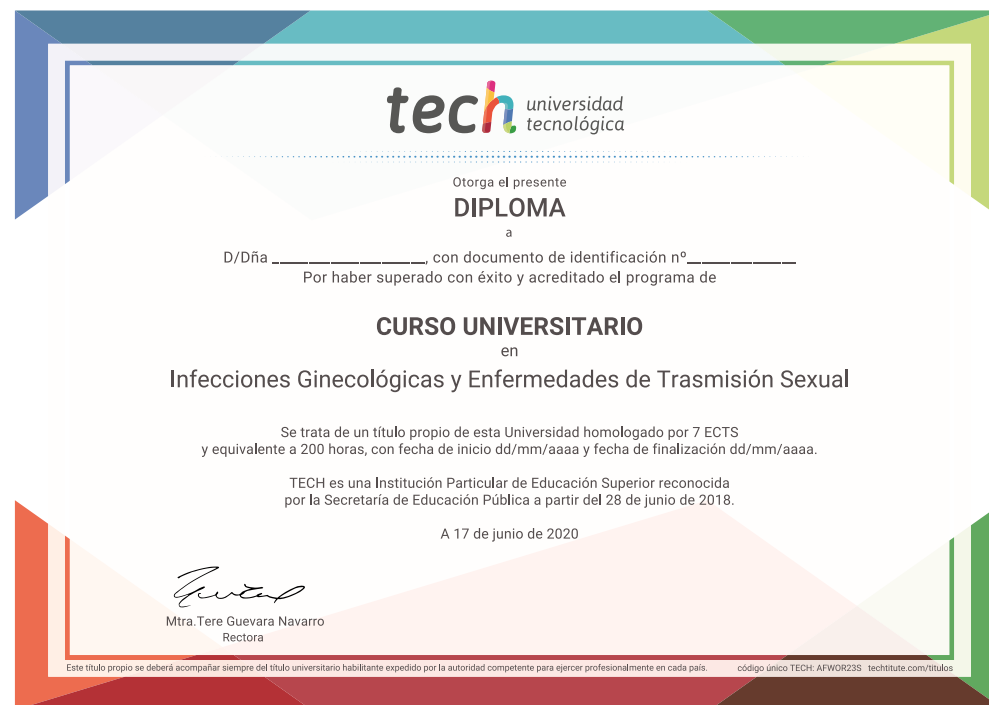 tech universidad
tecnológica
Otorga el presente
DIPLOMA
a
D/Dña ____________________, con documento de identificación nº______________
Por haber superado con éxito y acreditado el programa de
CURSO UNIVERSITARIO
en
Infecciones Ginecológicas y Enfermedades de Trasmisión Sexual
Se trata de un título propio de esta Universidad homologado por 7 ECTS
y equivalente a 200 horas, con fecha de inicio dd/mm/aaaa y fecha de finalización dd/mm/aaaa.
TECH es una Institución Particular de Educación Superior reconocida
por la Secretaría de Educación Pública a partir del 28 de junio de 2018.
A 17 de junio de 2020
Mtra.Tere Guevara Navarro
Rectora
Este título propio se deberá acompañar siempre del título universitario habilitante expedido por la autoridad competente para ejercer profesionalmente en cada país. código único TECH: AFWOR23S techtitute.com/titulos